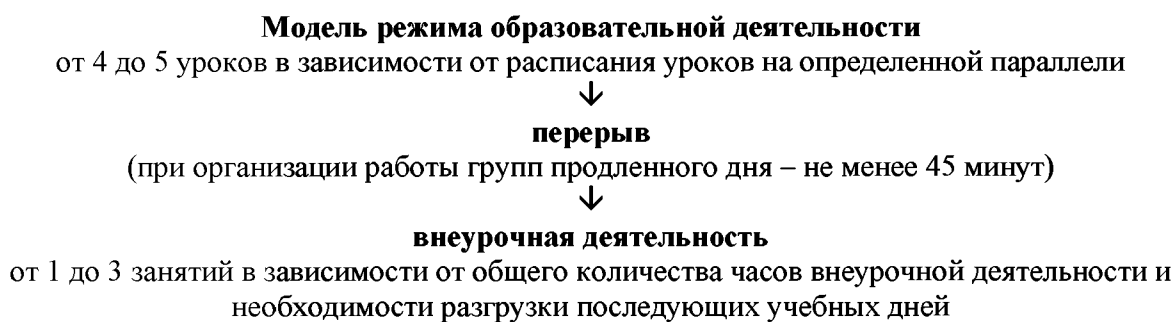 Модель режима образовательной деятельности
от 4 до 5 уроков в зависимости от расписания уроков на определенной параллели
↓
перерыв
(при организации работы групп продленного дня – не менее 45 минут)
↓
внеурочная деятельность
от 1 до 3 занятий в зависимости от общего количества часов внеурочной деятельности и
необходимости разгрузки последующих учебных дней